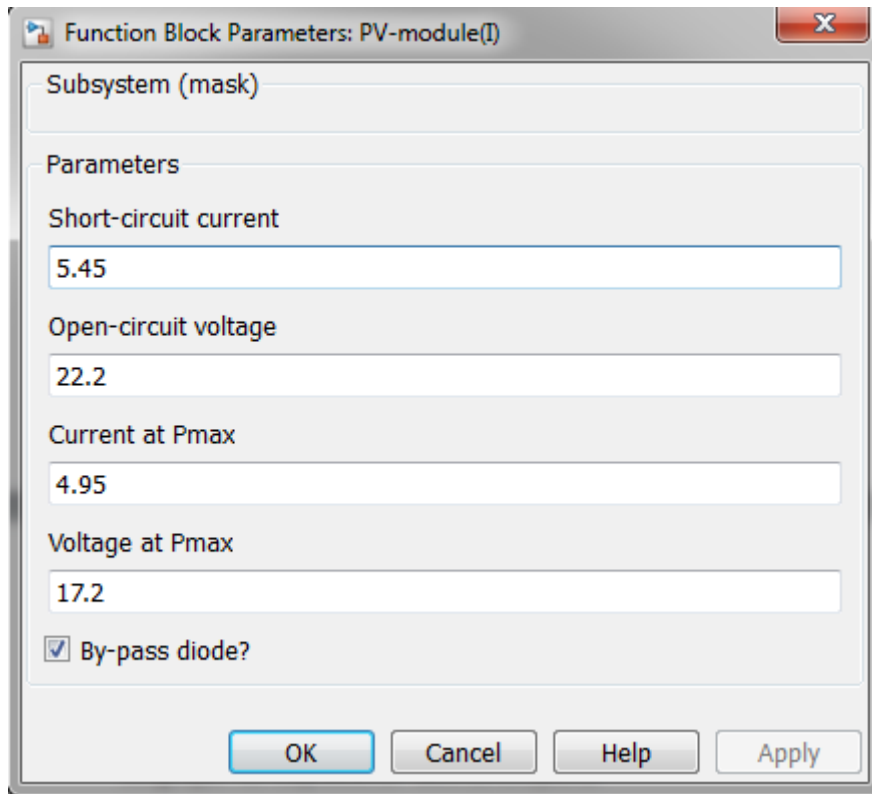 Function Block Parameters: PV-module(I)
Subsystem (mask)
Parameters
Short-circuit current
5.45
Open-circuit voltage
22.2
Current at Pmax
4.95
Voltage at Pmax
17.2
By-pass diode?
OK Cancel Help Apply